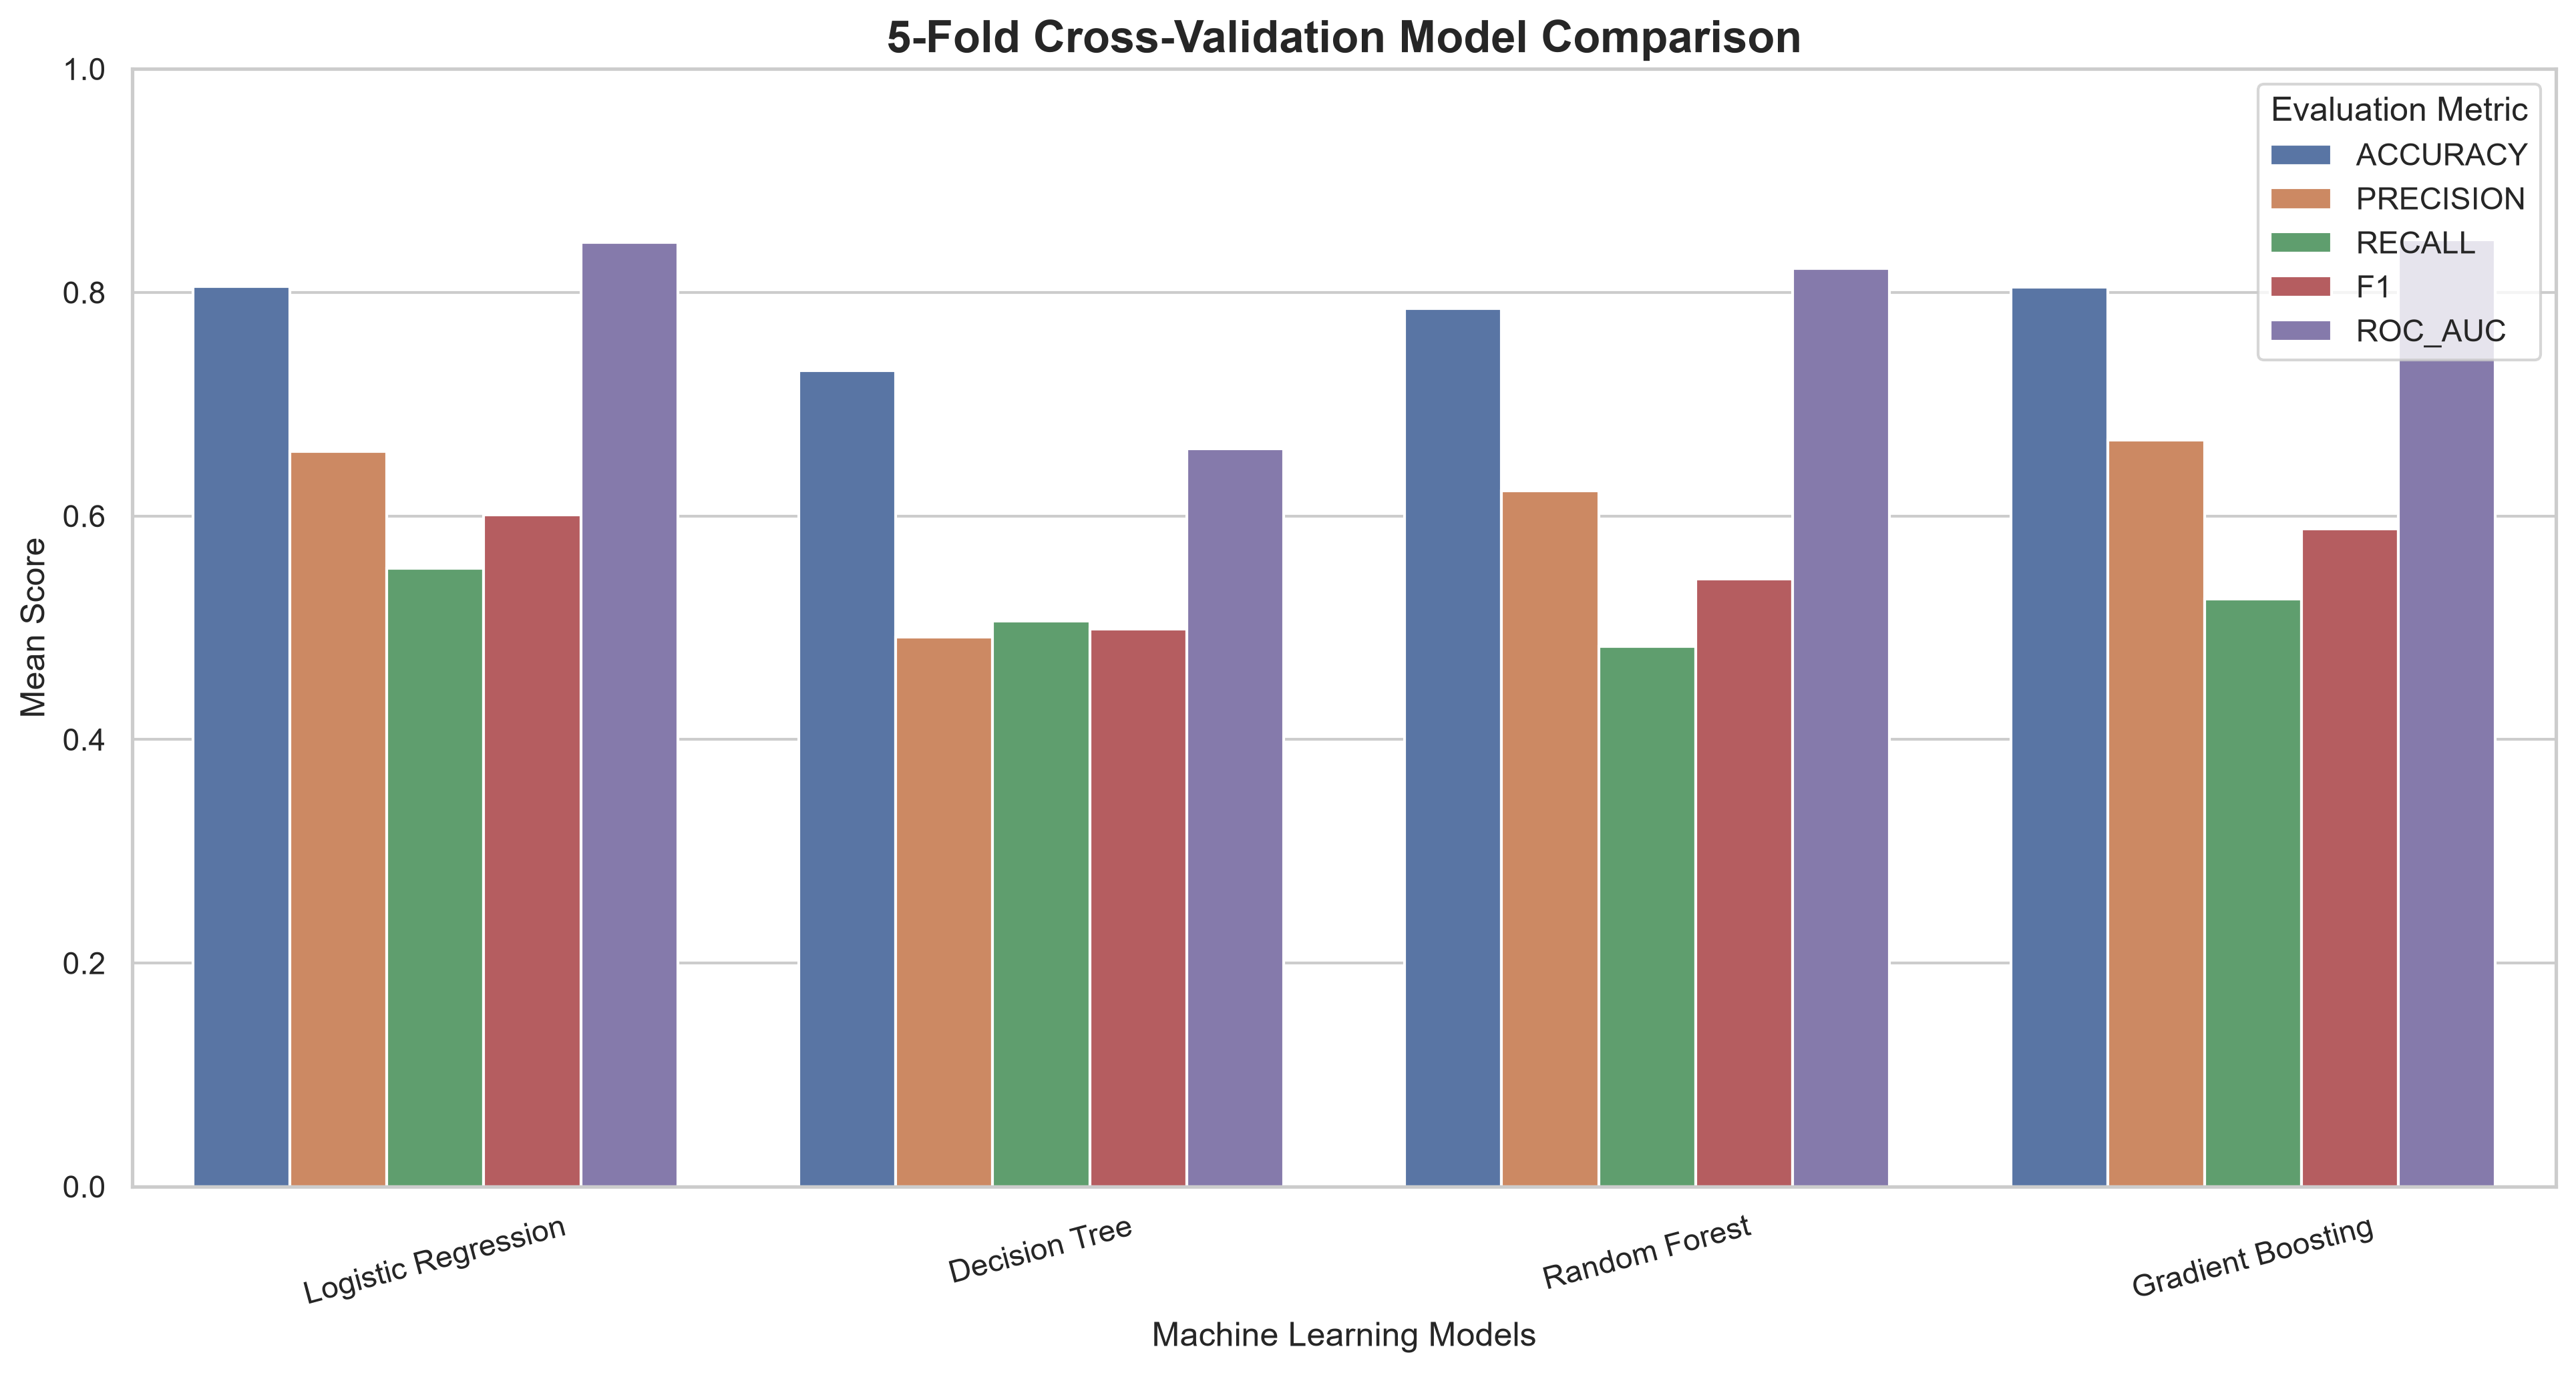 5-Fold Cross-Validation Model Comparison
1.0
0.8
0.6
0.4
0.2
0.0
Mean Score
Evaluation Metric
ACCURACY
PRECISION
RECALL
F1
ROC_AUC
Logistic Regression
Decision Tree
Random Forest
Gradient Boosting
Machine Learning Models